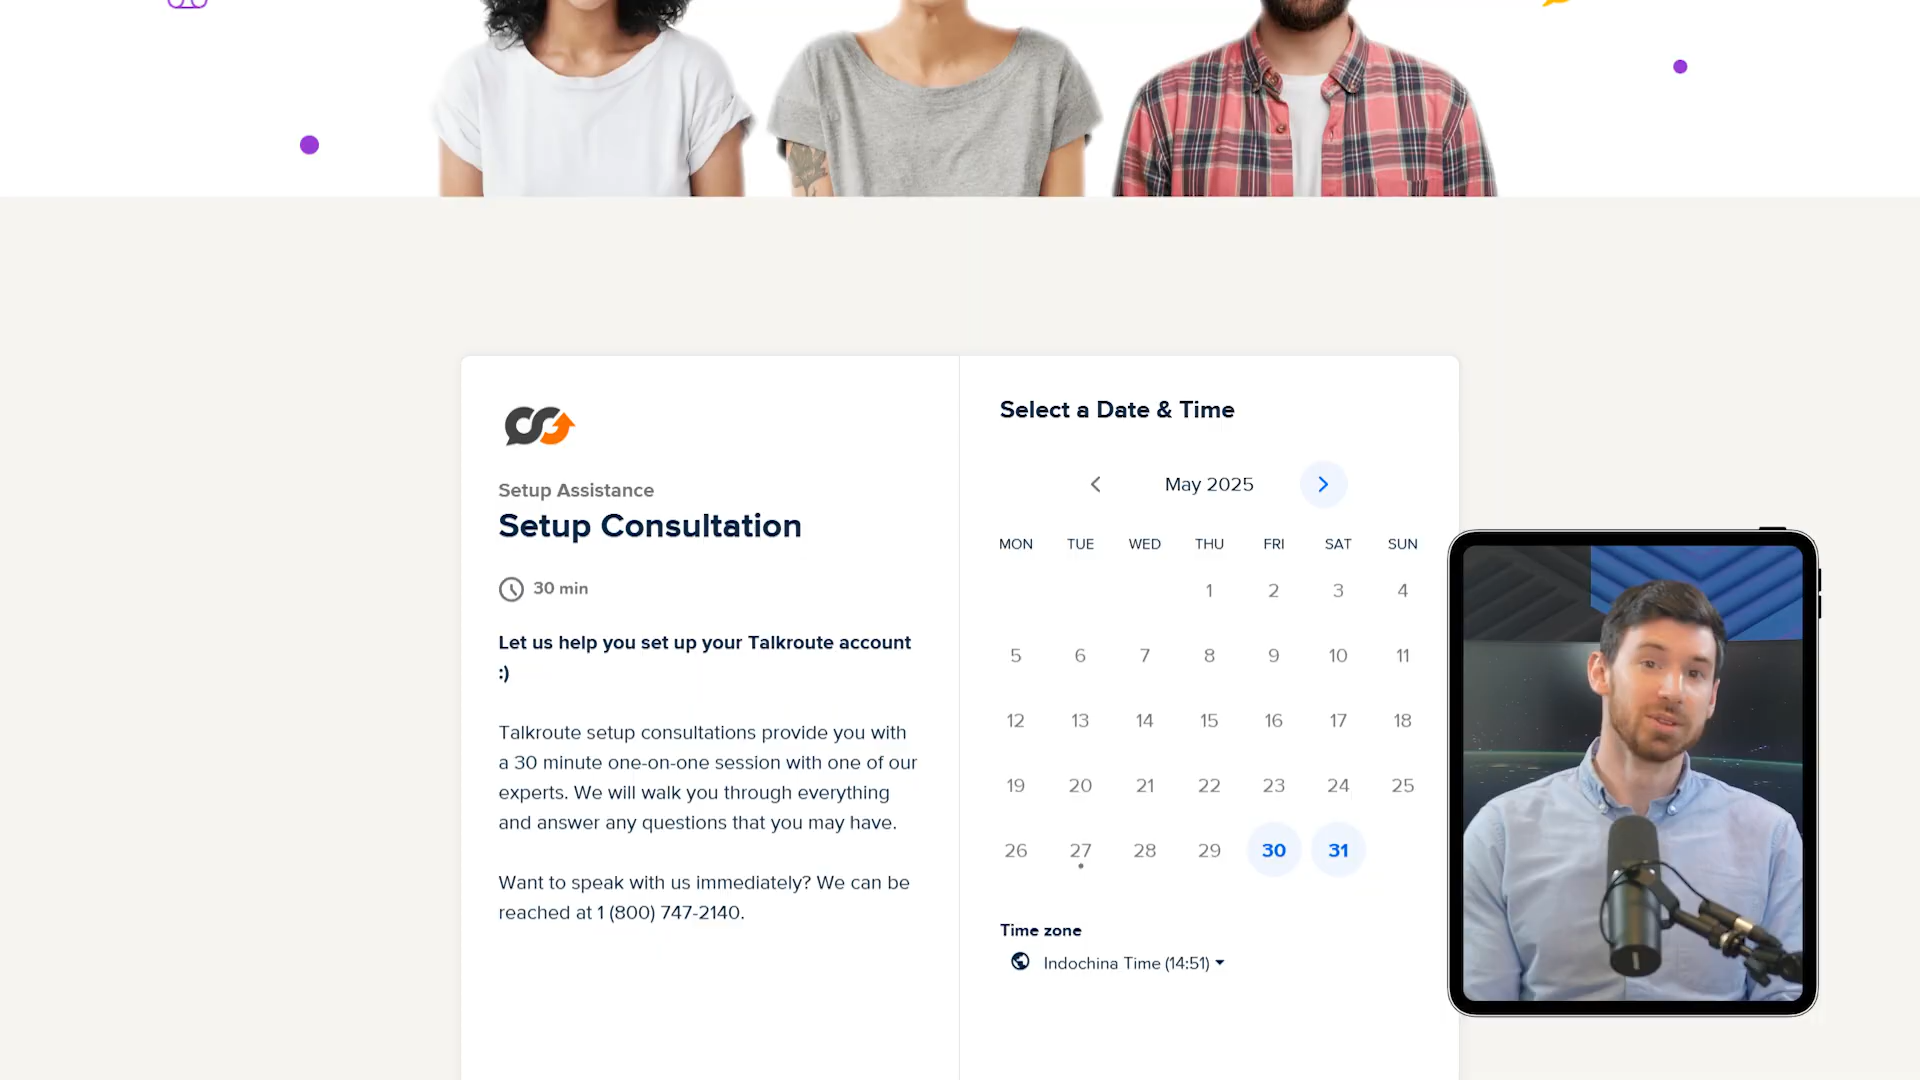 Setup Assistance
Setup Consultation
30 min
Let us help you set up your Talkroute account
:)
Talkroute setup consultations provide you with
a 30 minute one-on-one session with one of our
experts. We will walk you through everything
and answer any questions that you may have.
Want to speak with us immediately? We can be
reached at 1 (800) 747-2140.
Select a Date & Time
May 2025
MON TUE WED THU FRI SAT SUN
1 2 3 4
5 6 7 8 9 10 11
12 13 14 15 16 17 18
19 20 21 22 23 24 25
26 27 28 29 30 31
Time zone
Indochina Time (14:51)